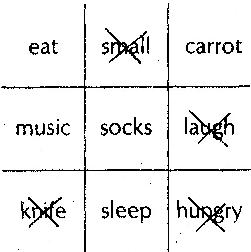 eat small carrot
music socks laugh
knife sleep hungry